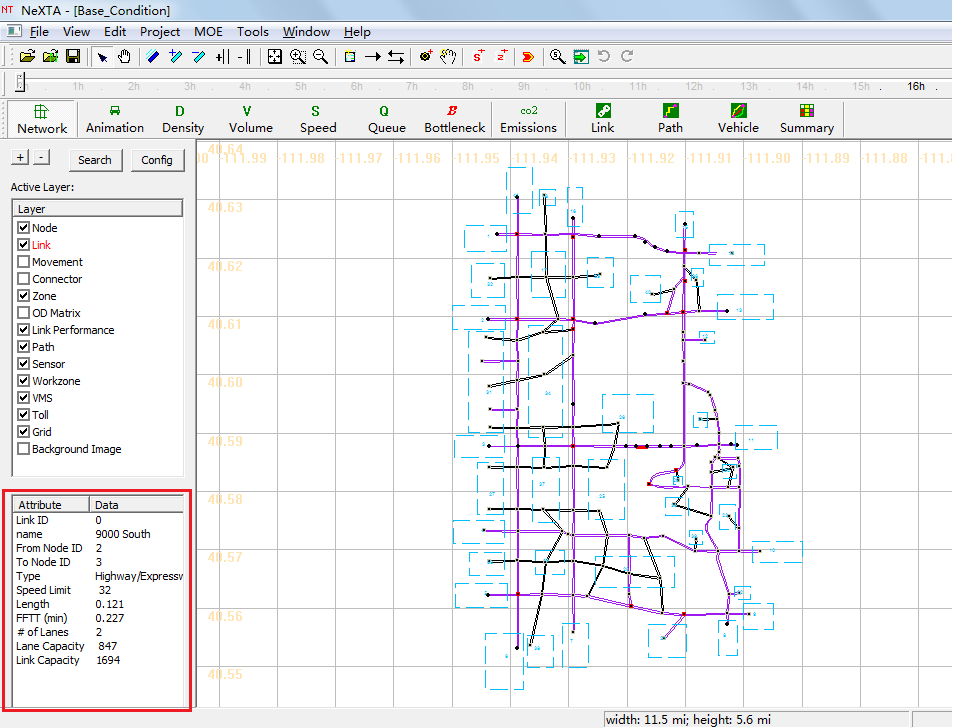 NeXTA - [Base_Condition]
File View Edit Project MOE Tools Window Help
1h 2h 3h 4h 5h 6h 7h 8h 9h 10h 11h 12h 13h 14h 15h 16h
Network Animation Density Volume Speed Queue Bottleneck Emissions Link Path Vehicle Summary
+ - Search Config
Active Layer:
Layer
Node
Link
Movement
Connector
Zone
OD Matrix
Link Performance
Path
Sensor
Workzone
VMS
Toll
Grid
Background Image
Attribute Data
Link ID 0
name 9000 South
From Node ID 2
To Node ID 3
Type Highway/Expressw
Speed Limit 32
Length 0.121
FFTT (min) 0.227
# of Lanes 2
Lane Capacity 847
Link Capacity 1694
40.64
-111.99 -111.98 -111.97 -111.96 -111.95 -111.94 -111.93 -111.92 -111.91 -111.90 -111.89 -111.88
40.63
40.62
40.61
40.60
40.59
40.58
40.57
40.56
40.55
width: 11.5 mi; height: 5.6 mi